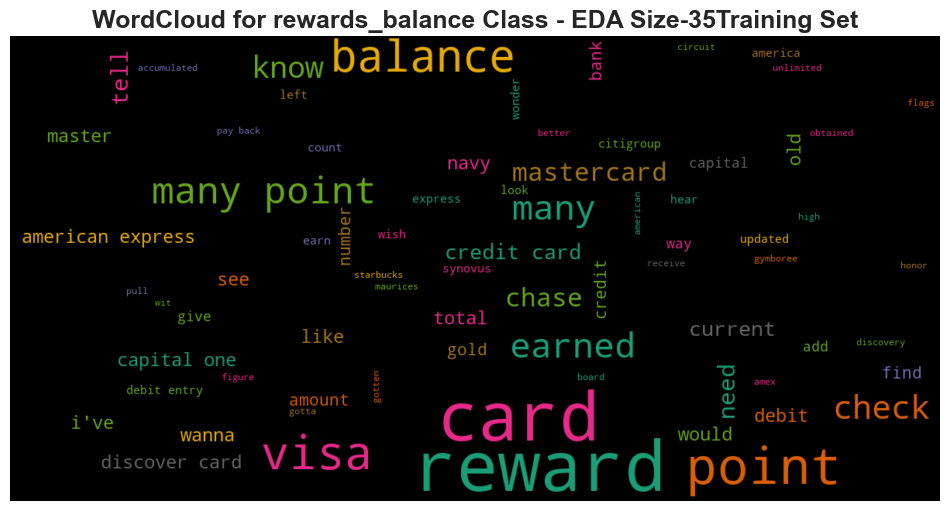 WordCloud for rewards_balance Class - EDA Size-35Training Set
circuit
balance
bank
america
know
tell
accumulated
unlimited
left
wonder
flags
pay back
better
obtained
master
count
citigroup
old
navy
mastercard
capital
many point
look
express
many
american
hear
high
number
wish
american express
earn
way
updated
credit card
gymboree
synovus
receive
honor
starbucks
see
credit
maurices
pull
chase
wit
give
total
current
like
gold
add
discovery
capital one
earned
find
figure
board
need
amex
debit entry
gotten
amount
gotta
card
debit
check
i've
wanna
would
visa
discover card
reward
point